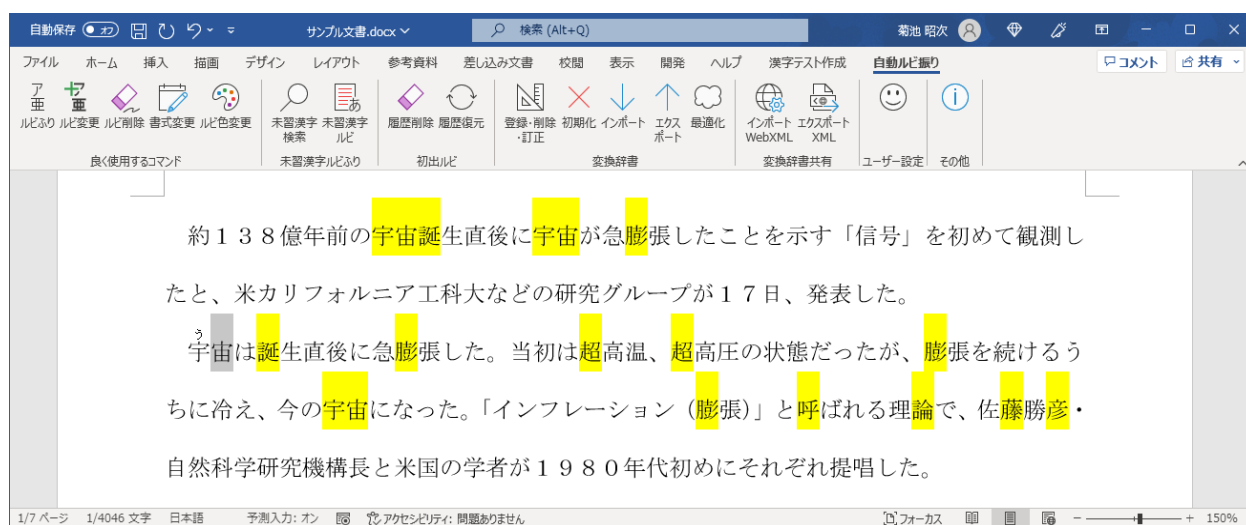 自動保存 オフ サンプル文書.docx 検索 (Alt+Q) 菊池 昭次
ファイル ホーム 挿入 描画 デザイン レイアウト 参考資料 差し込み文書 校閲 表示 開発 ヘルプ 漢字テスト作成 自動ルビ振り コメント 共有
ア亜 ルビふり ルビ変更 ルビ削除 書式変更 ルビ色変更 未習漢字検索 あ 未習漢字ルビ 履歴削除 履歴復元 登録・削除・訂正 初期化 インポート エクスポート 最適化 インポートWebXML エクスポートXML
良く使用するコマンド 未習漢字ルビふり 初出ルビ 変換辞書 変換辞書共有 ユーザー設定 その他
約138億年前の宇宙誕生直後に宇宙が急膨張したことを示す「信号」を初めて観測し
たと、米カリフォルニア工科大などの研究グループが17日、発表した。
う
宇宙は誕生直後に急膨張した。当初は超高温、超高圧の状態だったが、膨張を続けるう
ちに冷え、今の宇宙になった。「インフレーション(膨張)」と呼ばれる理論で、佐藤勝彦・
自然科学研究機構長と米国の学者が1980年代初めにそれぞれ提唱した。
1/7 ページ 1/4046 文字 日本語 予測入力: オン アクセシビリティ: 問題ありません フォーカス 150%